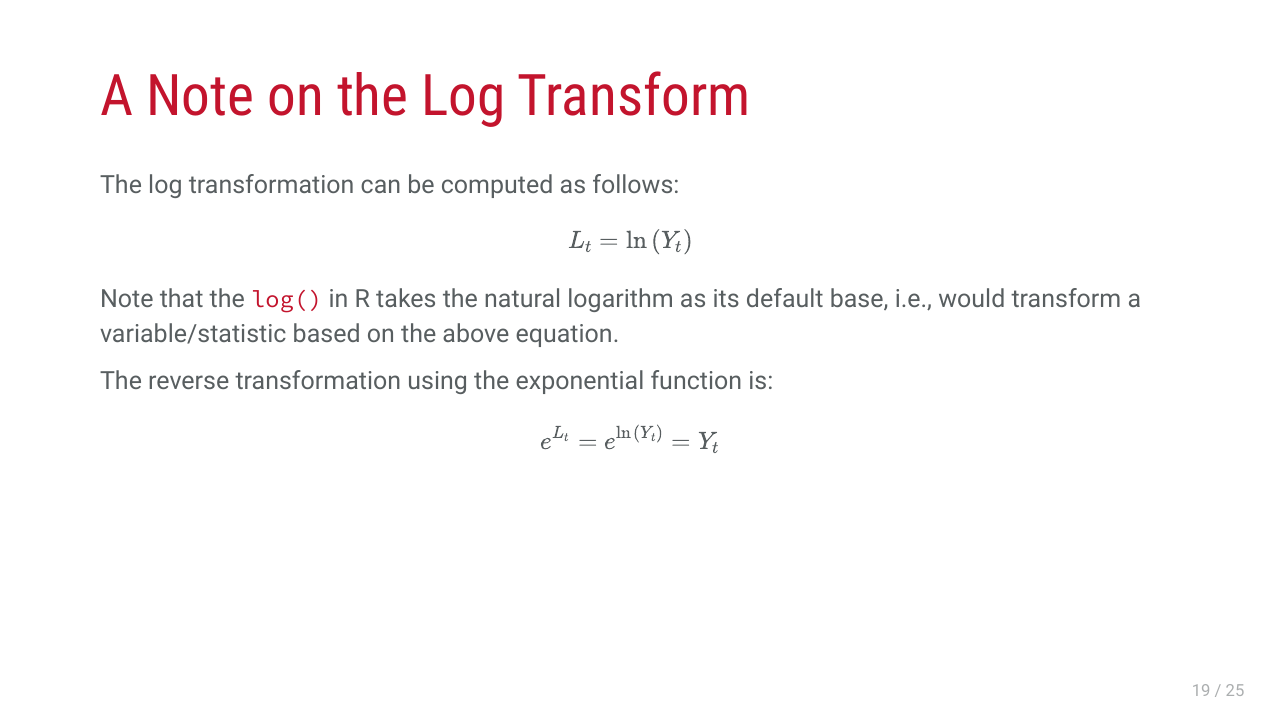 A Note on the Log Transform
The log transformation can be computed as follows:
L_t = ln (Y_t)
Note that the log() in R takes the natural logarithm as its default base, i.e., would transform a
variable/statistic based on the above equation.
The reverse transformation using the exponential function is:
e^{L_t} = e^{ln (Y_t)} = Y_t
19 / 25